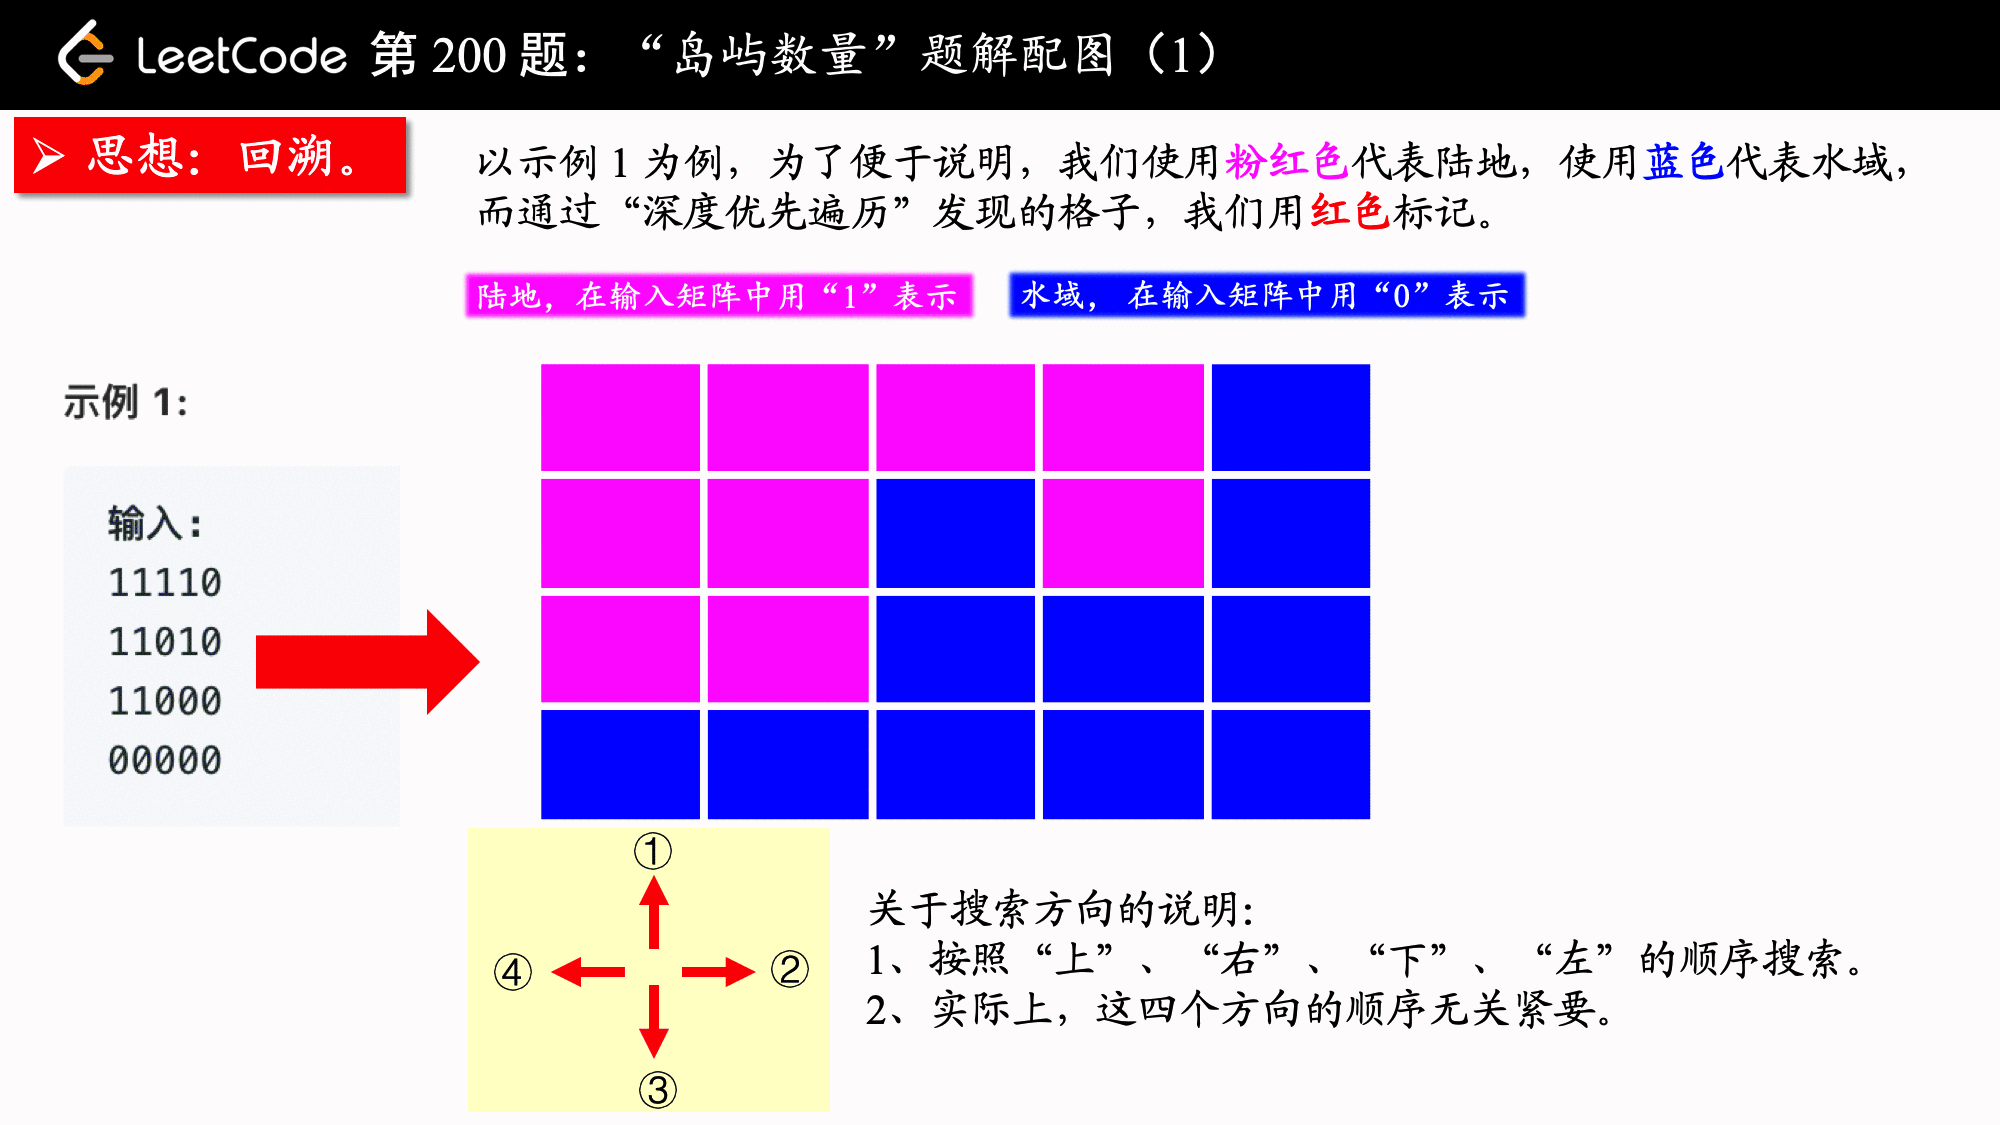 LeetCode 第 200 题：“岛屿数量”题解配图（1）
思想：回溯。
以示例 1 为例，为了便于说明，我们使用粉红色代表陆地，使用蓝色代表水域，
而通过“深度优先遍历”发现的格子，我们用红色标记。
陆地，在输入矩阵中用“1”表示
水域，在输入矩阵中用“0”表示
示例 1：
输入：
11110
11010
11000
00000
①
④
②
③
关于搜索方向的说明：
1、按照“上”、“右”、“下”、“左”的顺序搜索。
2、实际上，这四个方向的顺序无关紧要。